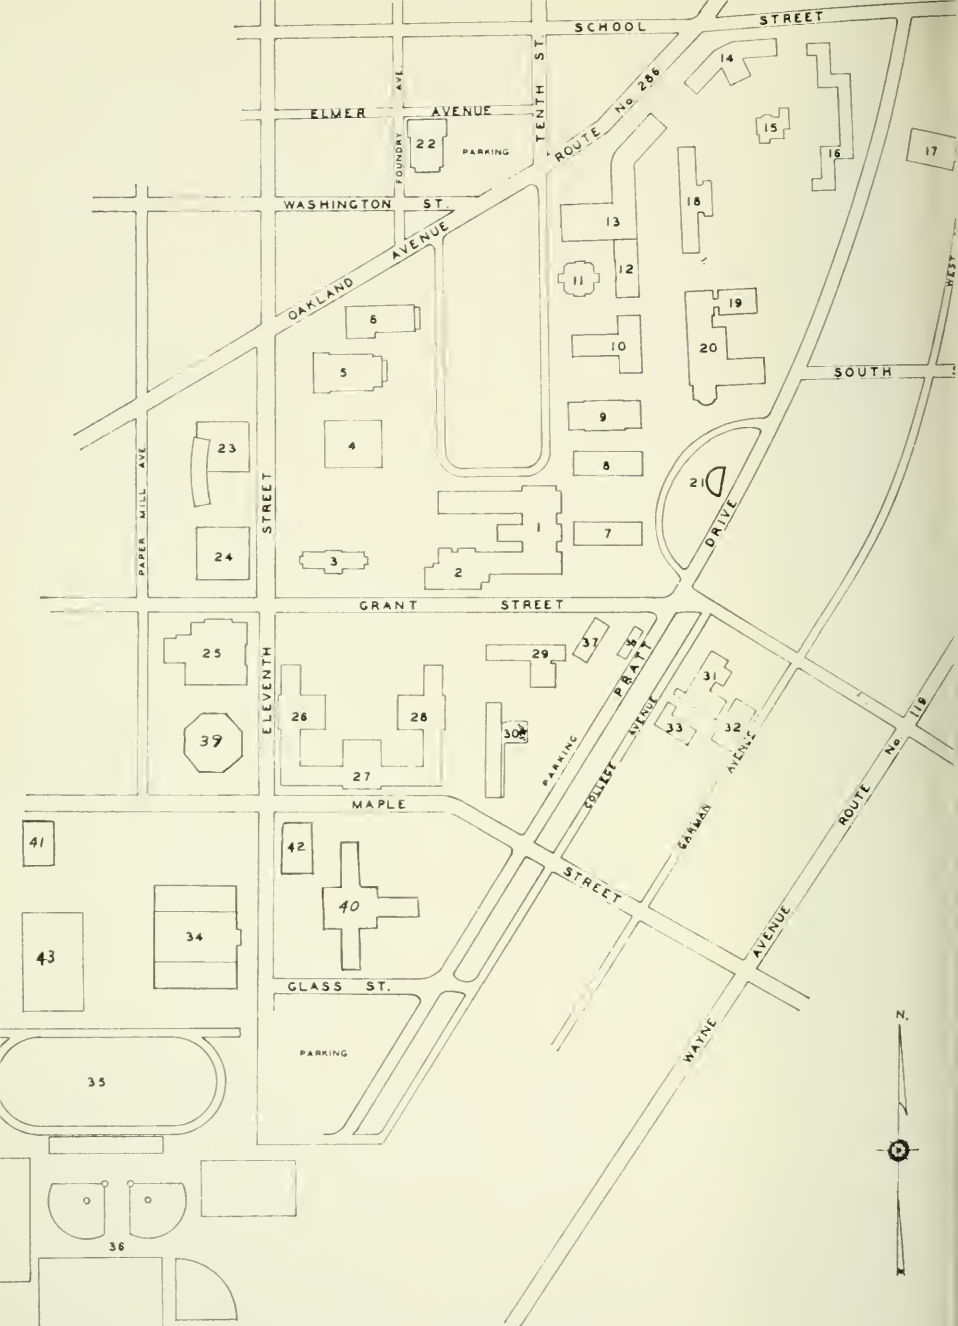 SCHOOL STREET
TENTH ST.
ROUTE No 286
ELMER AVENUE
FOUNDRY AVE.
22
PARKING
14
15
16
17
WASHINGTON ST.
OAKLAND AVENUE
13
18
12
11
WEST
6
10
19
20
5
SOUTH
9
23
4
8
21
PAPER MILL AVE.
ELEVENTH STREET
DRIVE
1
7
24
3
2
GRANT STREET
25
29
37
38
PRATT
31
26
28
30
33
32
39
27
PARKING
COLLEGE AVENUE
GARMAN AVENUE
ROUTE No 119
MAPLE STREET
41
42
40
34
43
WAYNE AVENUE
GLASS ST.
N.
PARKING
35
36